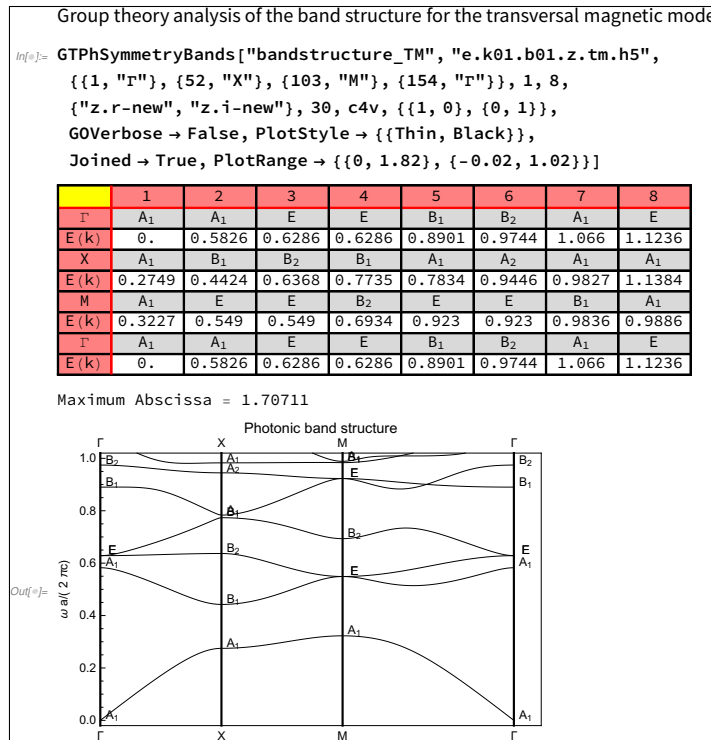 Group theory analysis of the band structure for the transversal magnetic mode
In[∘]:= GTPhSymmetryBands["bandstructure_TM", "e.k01.b01.z.tm.h5",
{{1, "Γ"}, {52, "X"}, {103, "M"}, {154, "Γ"}}, 1, 8,
{"z.r-new", "z.i-new"}, 30, c4v, {{1, 0}, {0, 1}},
GOVerbose → False, PlotStyle → {{Thin, Black}},
Joined → True, PlotRange → {{0, 1.82}, {-0.02, 1.02}}]
1 2 3 4 5 6 7 8
Γ A₁ A₁ E E B₁ B₂ A₁ E
E(k) 0. 0.5826 0.6286 0.6286 0.8901 0.9744 1.066 1.1236
X A₁ B₁ B₂ B₁ A₁ A₂ A₁ A₁
E(k) 0.2749 0.4424 0.6368 0.7735 0.7834 0.9446 0.9827 1.1384
M A₁ E E B₂ E E B₁ A₁
E(k) 0.3227 0.549 0.549 0.6934 0.923 0.923 0.9836 0.9886
Γ A₁ A₁ E E B₁ B₂ A₁ E
E(k) 0. 0.5826 0.6286 0.6286 0.8901 0.9744 1.066 1.1236
Maximum Abscissa = 1.70711
Photonic band structure
Γ X M Γ
1.0
B₂ A₁ A₂ B₂
B₁ E B₁
0.8
B₂
E B₂ E
0.6
A₁ E A₁
B₁
0.4
A₁ A₁
0.2
0.0
A₁ A₁
Γ X M Γ
ω a/( 2 πc)
Out[∘]=